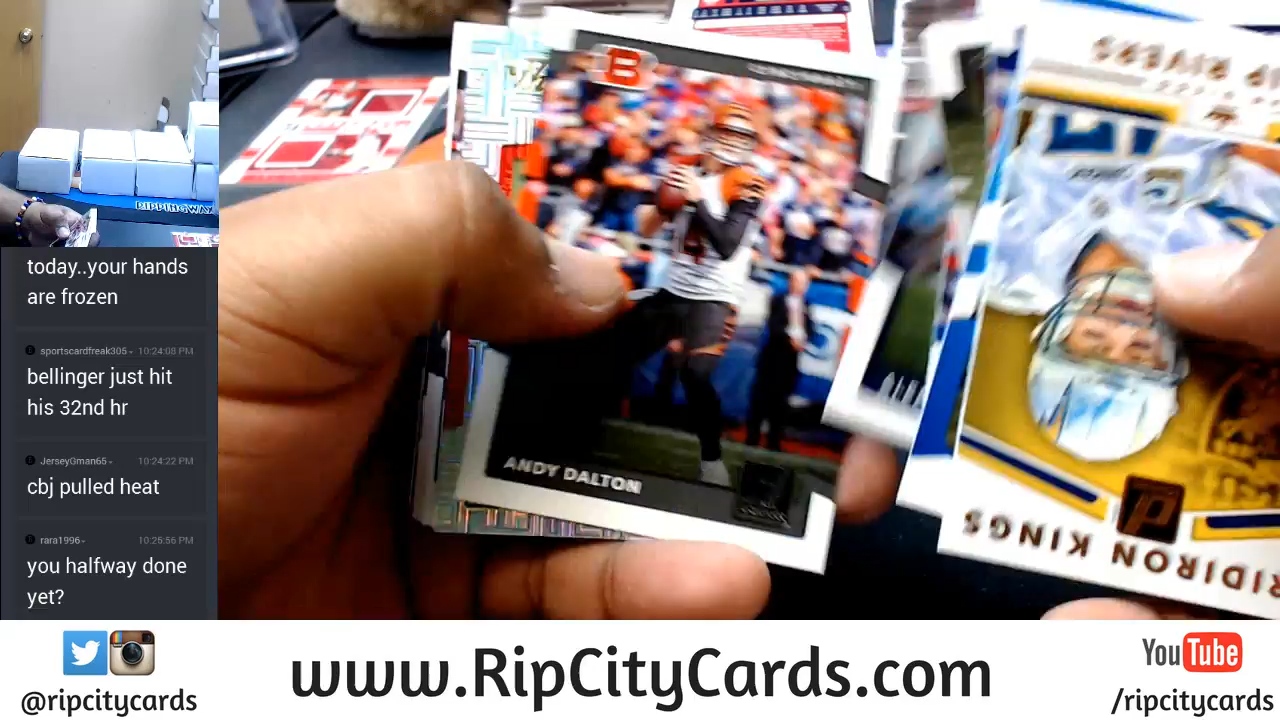 RIPPINGWAX
today..your hands
are frozen
sportscardfreak305 10:24:08 PM
bellinger just hit
his 32nd hr
JerseyGman65 10:24:22 PM
cbj pulled heat
rara1996 10:25:56 PM
you halfway done
yet?
B
ANDY DALTON
P RIVERS
RIDIRON KINGS
www.RipCityCards.com
@ripcitycards
YouTube
/ripcitycards